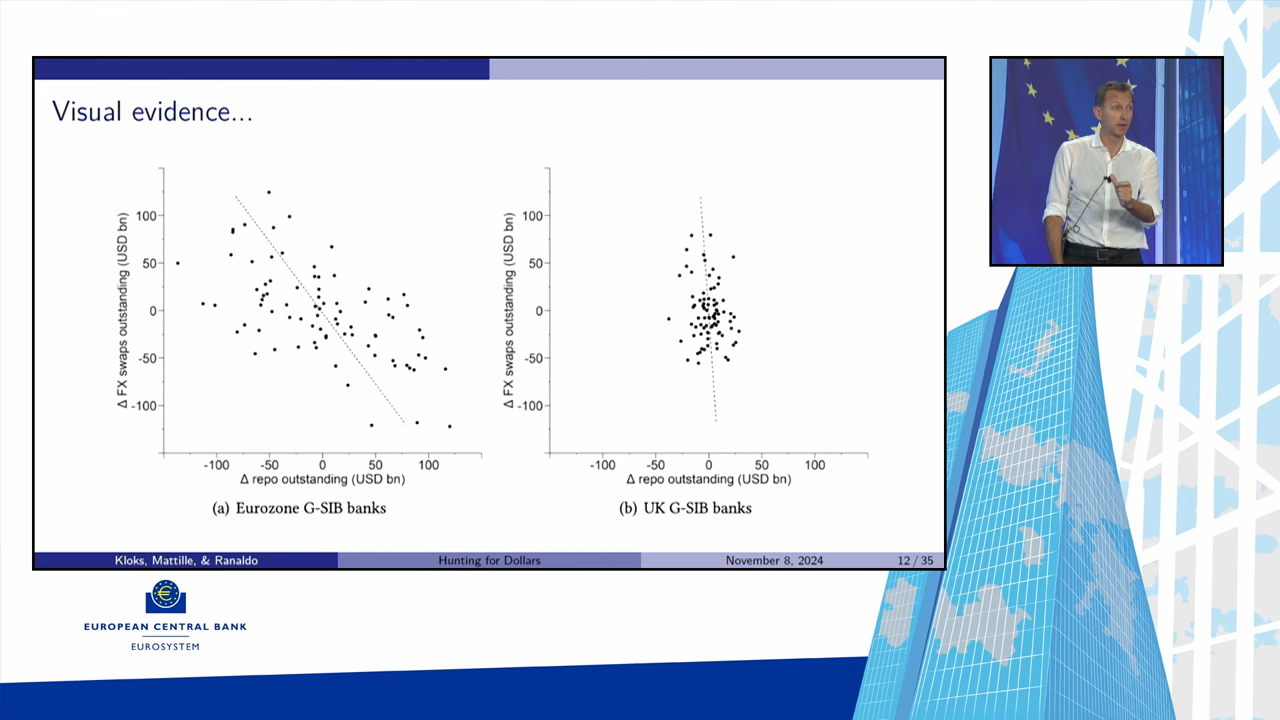 Visual evidence...
Δ FX swaps outstanding (USD bn)
100
50
0
-50
-100
-100 -50 0 50 100
Δ repo outstanding (USD bn)
(a) Eurozone G-SIB banks
Δ FX swaps outstanding (USD bn)
100
50
0
-50
-100
-100 -50 0 50 100
Δ repo outstanding (USD bn)
(b) UK G-SIB banks
Kloks, Mattille, & Ranaldo Hunting for Dollars November 8, 2024 12 / 35
€
EUROPEAN CENTRAL BANK
EUROSYSTEM